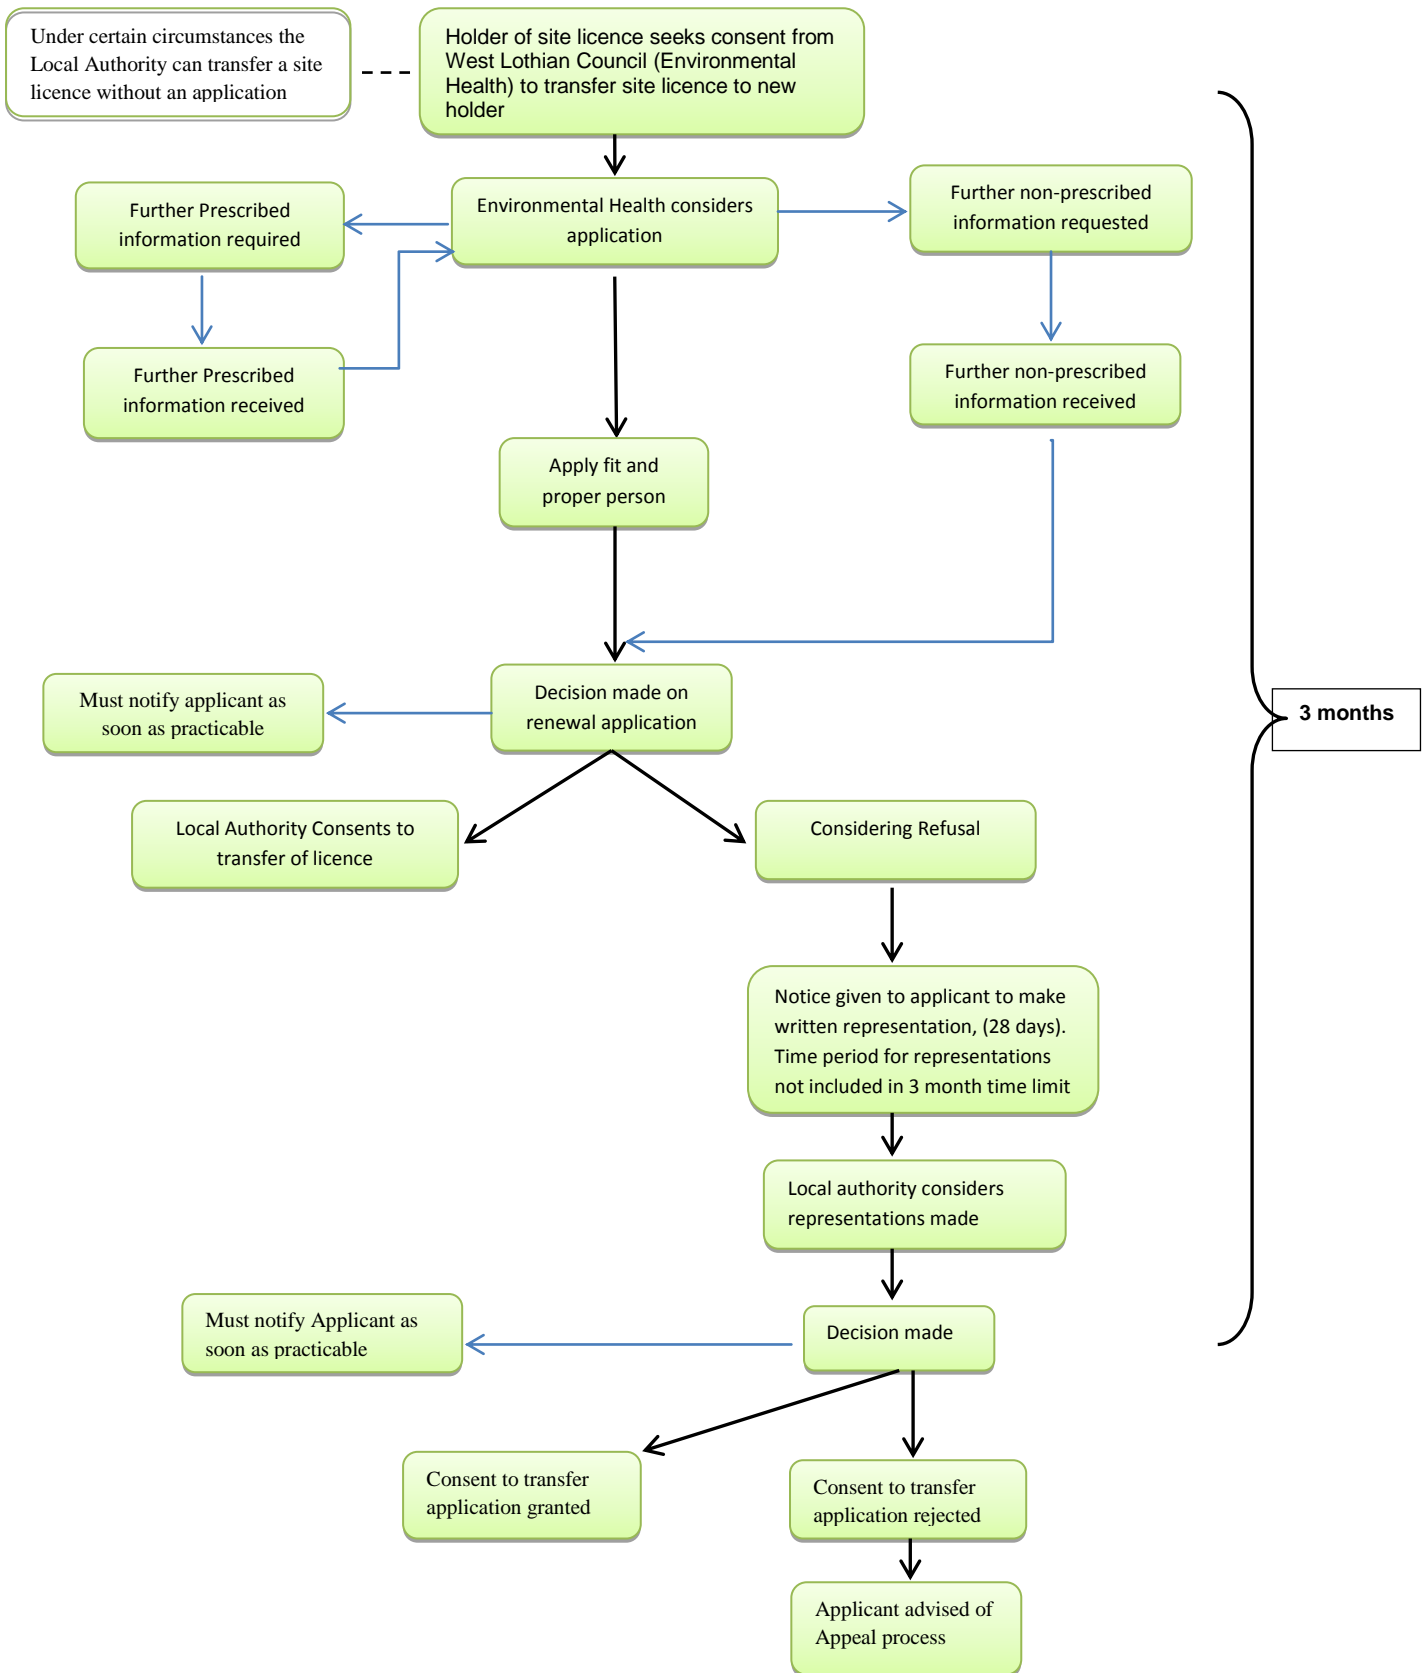 Under certain circumstances the
Local Authority can transfer a site
licence without an application
Holder of site licence seeks consent from
West Lothian Council (Environmental
Health) to transfer site licence to new
holder
Further Prescribed
information required
Environmental Health considers
application
Further non-prescribed
information requested
Further Prescribed
information received
Further non-prescribed
information received
Apply fit and
proper person
Decision made on
renewal application
Must notify applicant as
soon as practicable
3 months
Local Authority Consents to
transfer of licence
Considering Refusal
Notice given to applicant to make
written representation, (28 days).
Time period for representations
not included in 3 month time limit
Local authority considers
representations made
Must notify Applicant as
soon as practicable
Decision made
Consent to transfer
application granted
Consent to transfer
application rejected
Applicant advised of
Appeal process